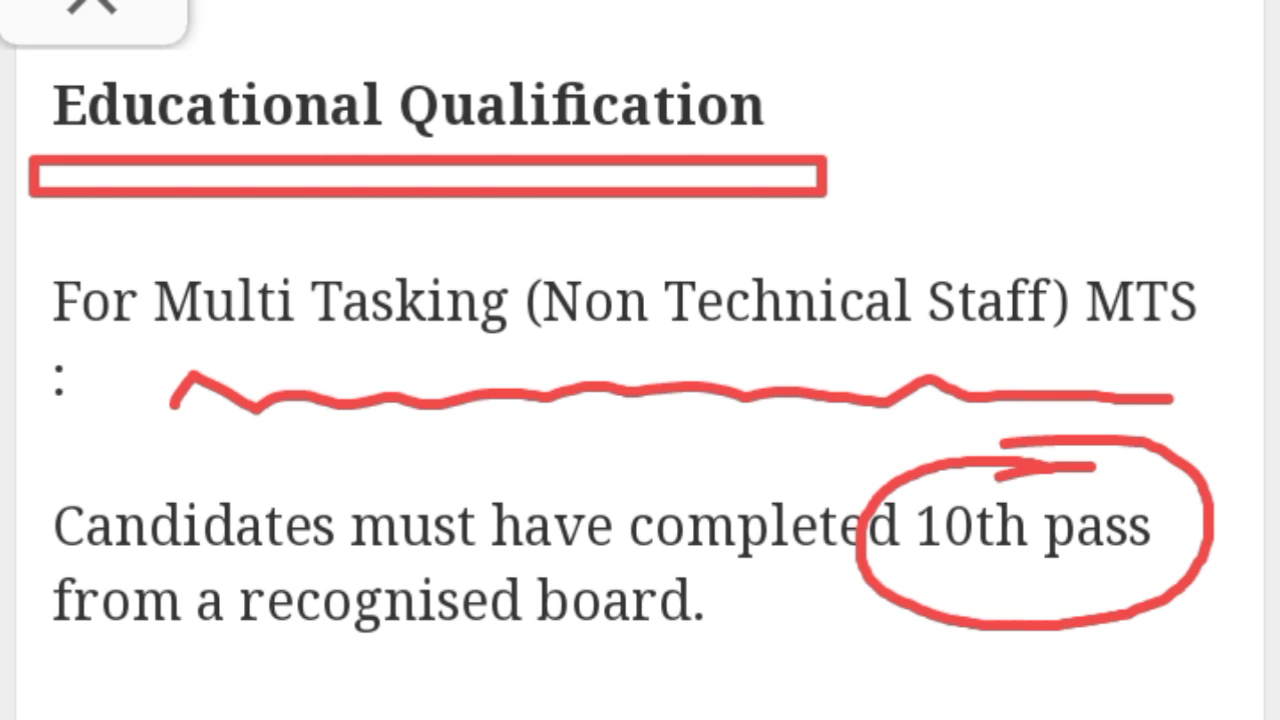 Educational Qualification
For Multi Tasking (Non Technical Staff) MTS
:
Candidates must have completed 10th pass
from a recognised board.